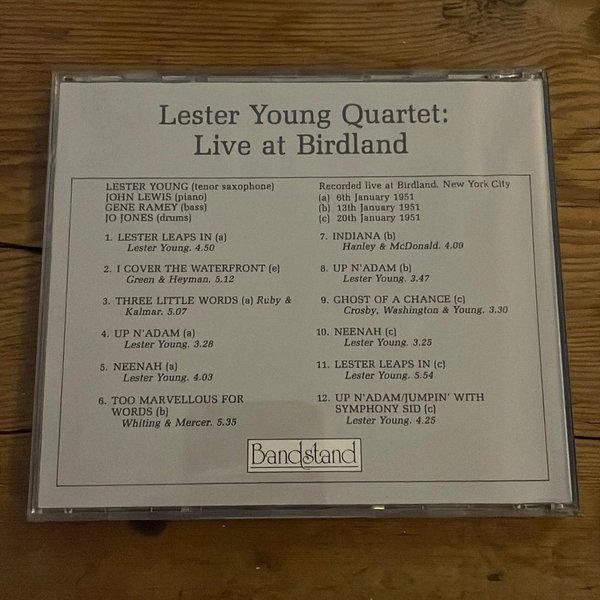 Lester Young Quartet:
Live at Birdland
LESTER YOUNG (tenor saxophone)
JOHN LEWIS (piano)
GENE RAMEY (bass)
JO JONES (drums)
Recorded live at Birdland, New York City
(a) 6th January 1951
(b) 13th January 1951
(c) 20th January 1951
1. LESTER LEAPS IN (a)
Lester Young. 4.50
2. I COVER THE WATERFRONT (e)
Green & Heyman. 5.12
3. THREE LITTLE WORDS (a) Ruby &
Kalmar. 5.07
4. UP N'ADAM (a)
Lester Young. 3.28
5. NEENAH (a)
Lester Young. 4.03
6. TOO MARVELLOUS FOR
WORDS (b)
Whiting & Mercer. 5.35
7. INDIANA (b)
Hanley & McDonald. 4.09
8. UP N'ADAM (b)
Lester Young. 3.47
9. GHOST OF A CHANCE (c)
Crosby, Washington & Young. 3.30
10. NEENAH (c)
Lester Young. 3.25
11. LESTER LEAPS IN (c)
Lester Young. 5.54
12. UP N'ADAM/JUMPIN' WITH
SYMPHONY SID (c)
Lester Young. 4.25
Bandstand